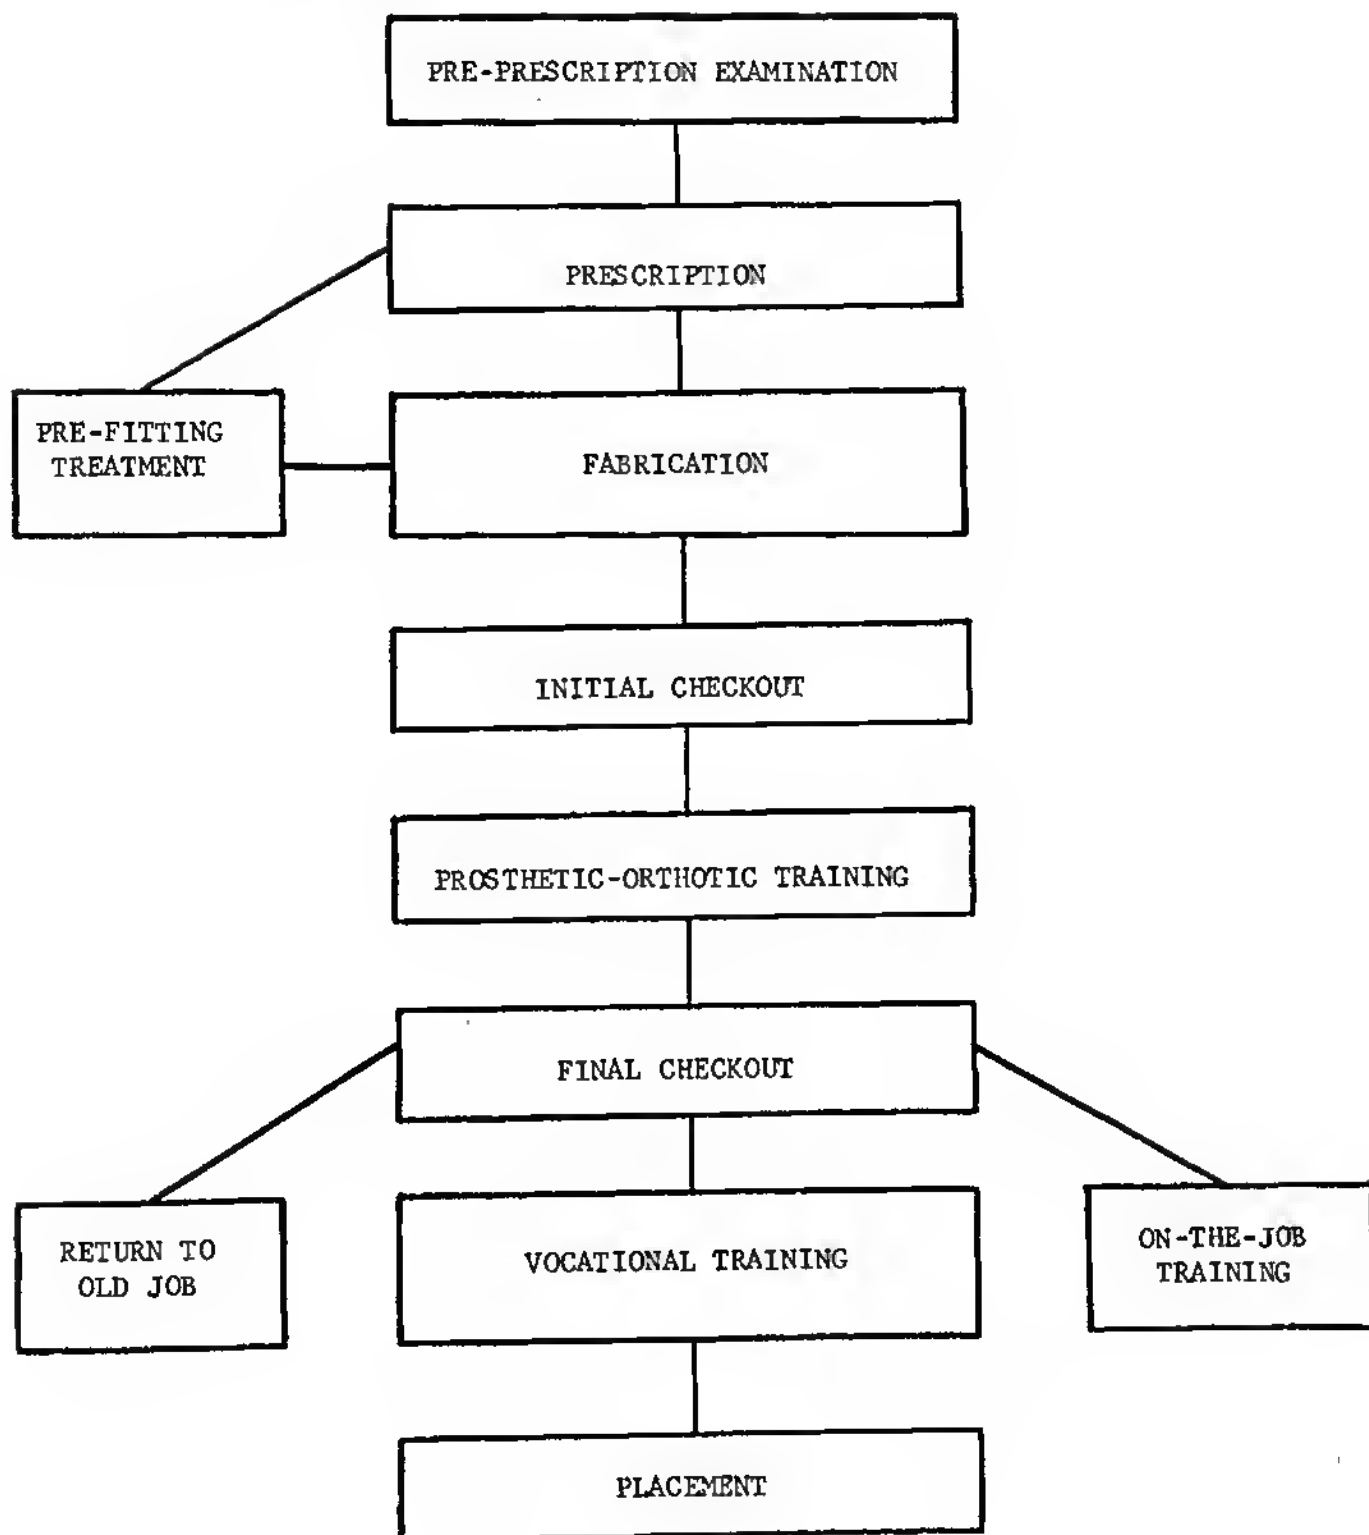 PRE-PRESCRIPTION EXAMINATION
PRESCRIPTION
PRE-FITTING
TREATMENT
FABRICATION
INITIAL CHECKOUT
PROSTHETIC-ORTHOTIC TRAINING
FINAL CHECKOUT
RETURN TO
OLD JOB
VOCATIONAL TRAINING
ON-THE-JOB
TRAINING
PLACEMENT